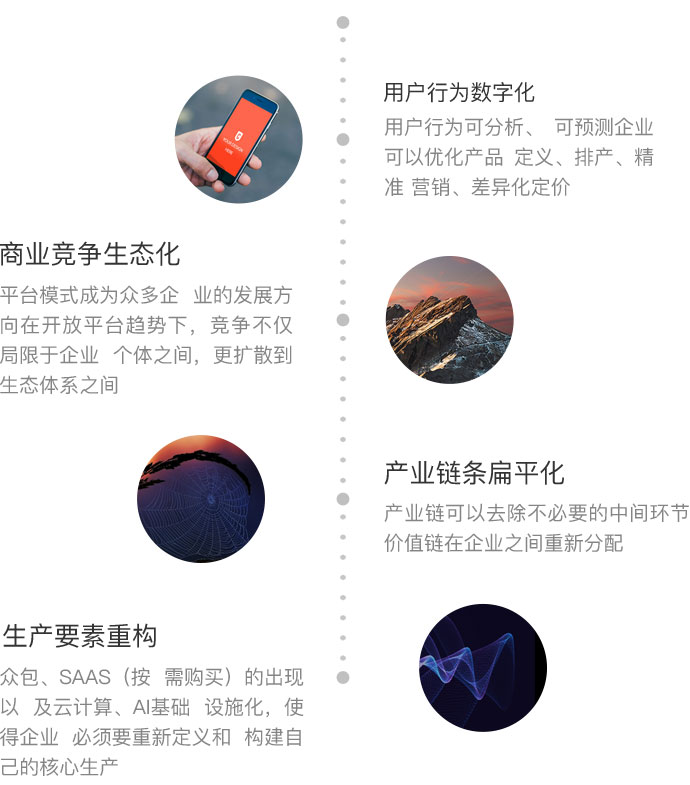 用户行为数字化
用户行为可分析、 可预测企业
可以优化产品 定义、排产、精
准 营销、差异化定价
商业竞争生态化
平台模式成为众多企 业的发展方
向在开放平台趋势下，竞争不仅
局限于企业 个体之间，更扩散到
生态体系之间
产业链条扁平化
产业链可以去除不必要的中间环节
价值链在企业之间重新分配
生产要素重构
众包、SAAS（按 需购买）的出现
以 及云计算、AI基础 设施化，使
得企业 必须要重新定义和 构建自
己的核心生产